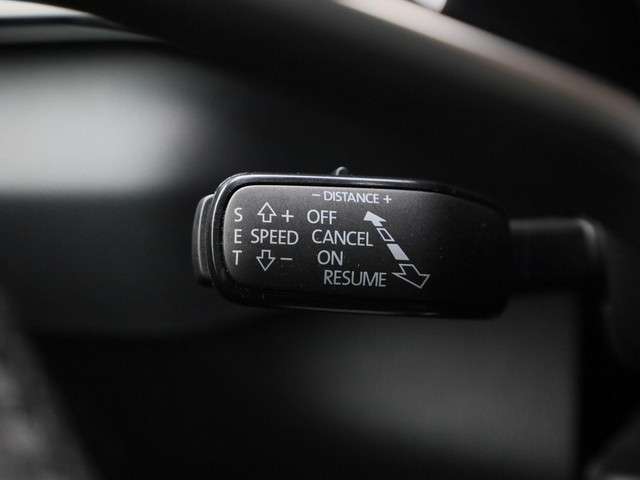 - DISTANCE +
S + OFF
E SPEED CANCEL
T - ON
RESUME